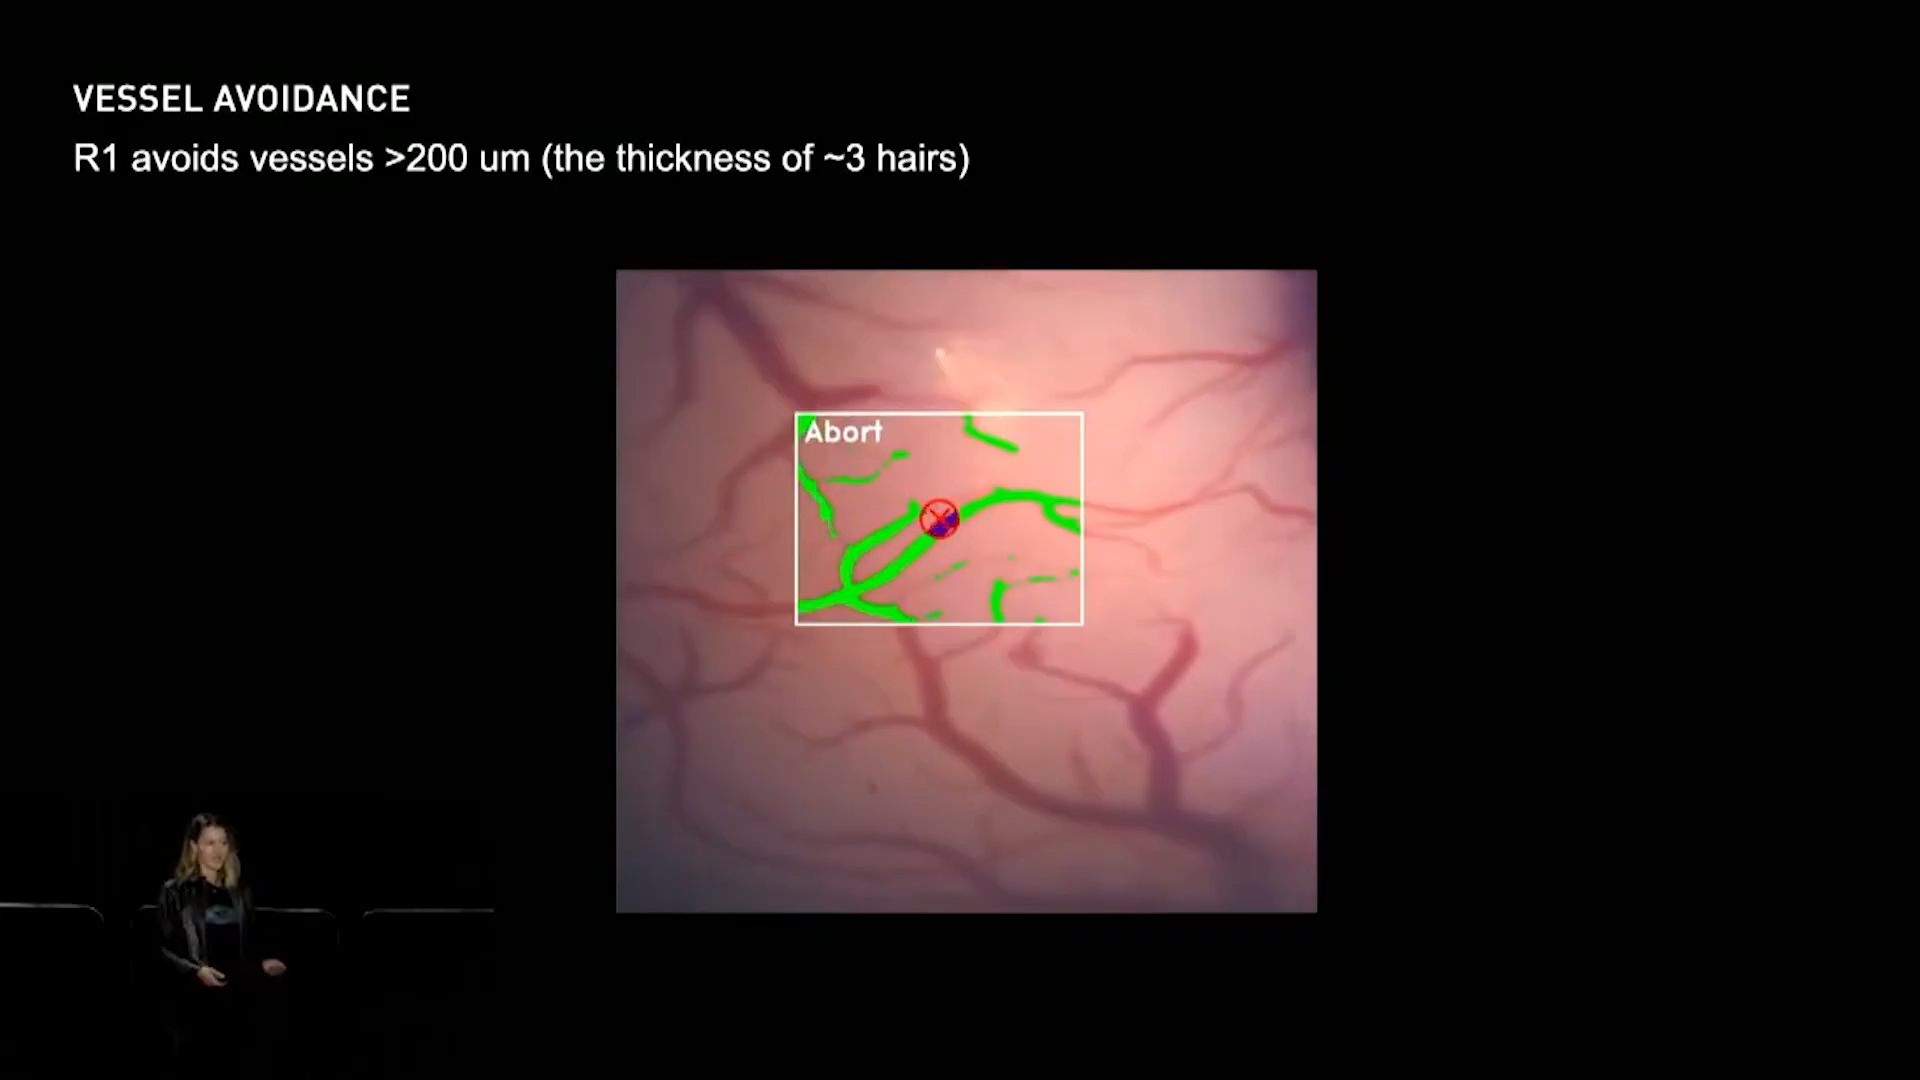 VESSEL AVOIDANCE
R1 avoids vessels >200 um (the thickness of ~3 hairs)
Abort